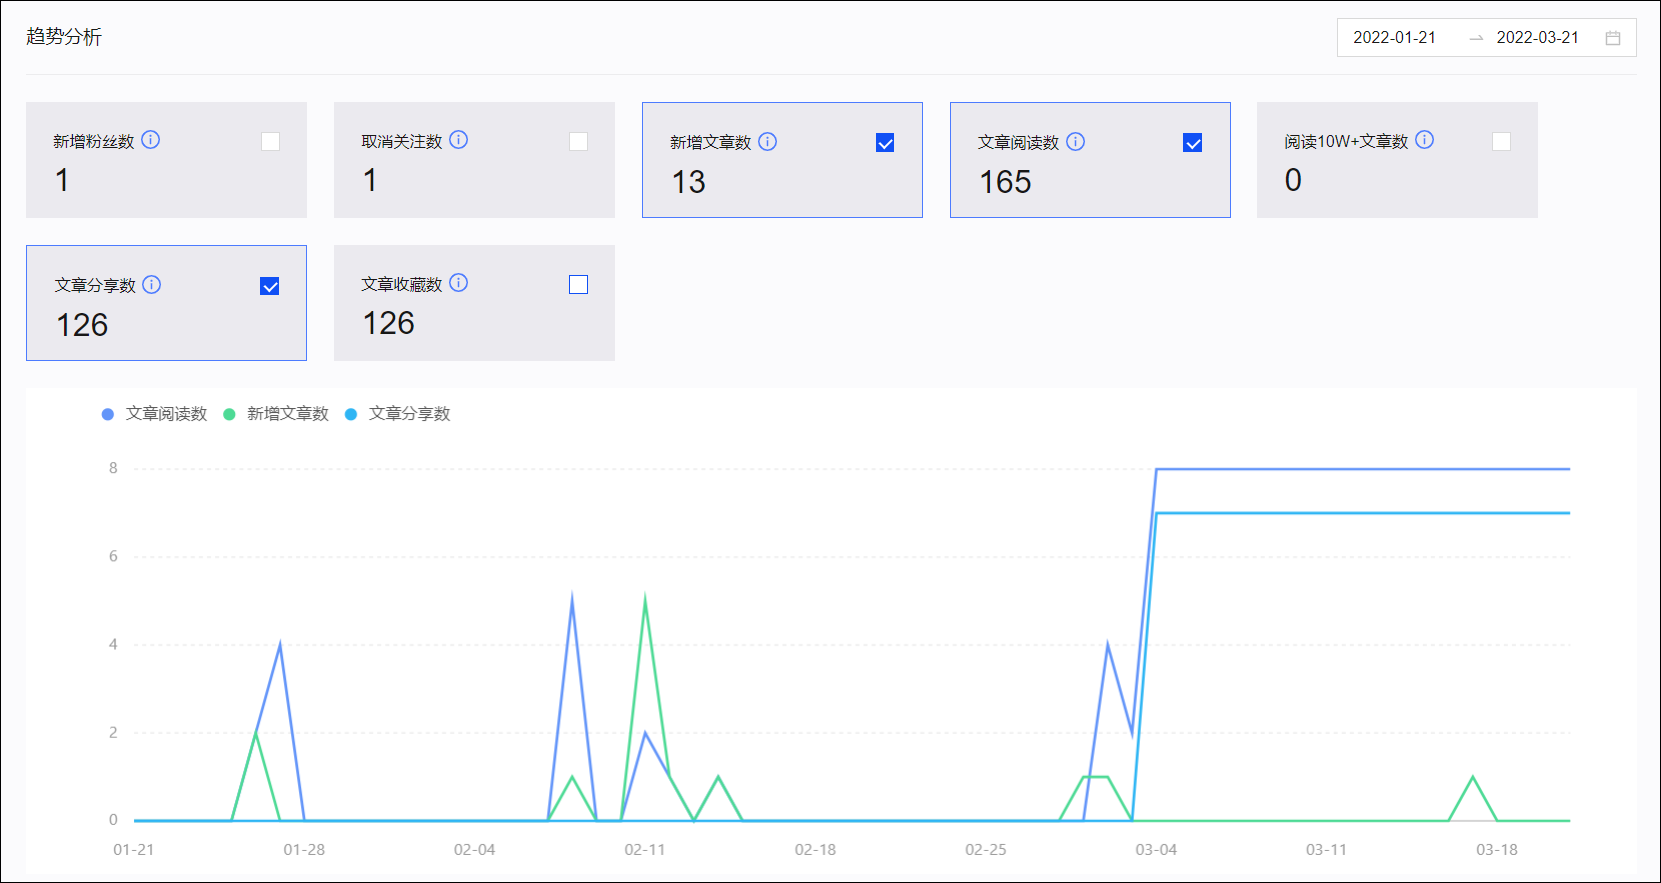 趋势分析
2022-01-21 → 2022-03-21
新增粉丝数
1
取消关注数
1
新增文章数
13
文章阅读数
165
阅读10W+文章数
0
文章分享数
126
文章收藏数
126
文章阅读数 新增文章数 文章分享数
8
6
4
2
0
01-21 01-28 02-04 02-11 02-18 02-25 03-04 03-11 03-18